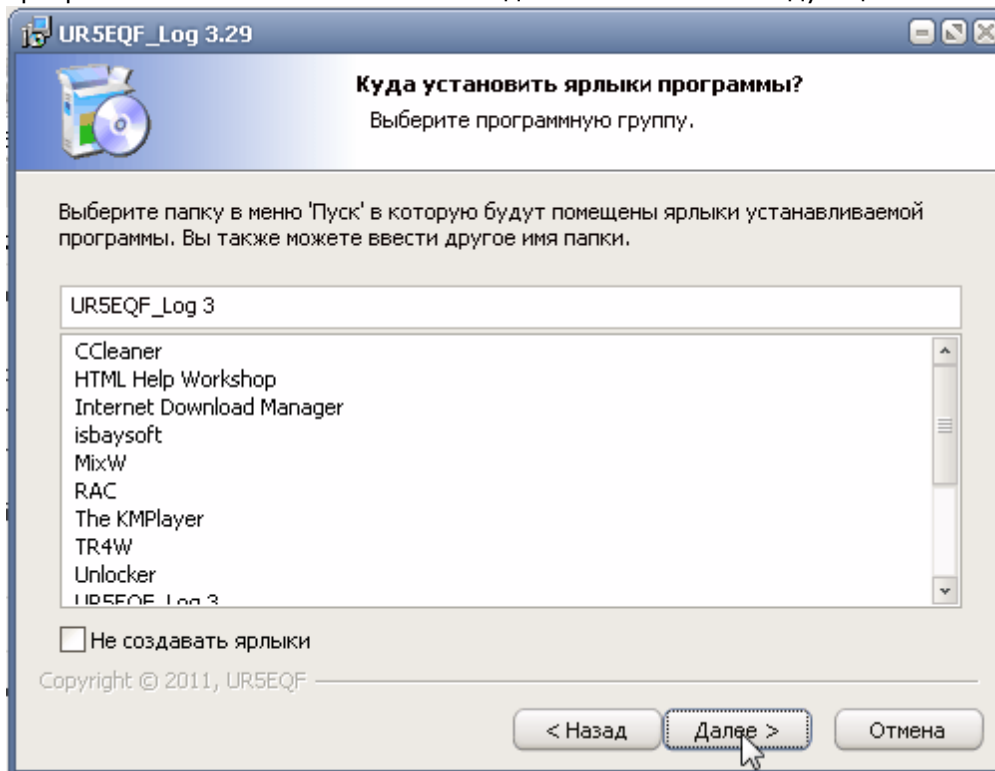 UR5EQF_Log 3.29
Куда установить ярлыки программы?
Выберите программную группу.
Выберите папку в меню 'Пуск' в которую будут помещены ярлыки устанавливаемой
программы. Вы также можете ввести другое имя папки.
UR5EQF_Log 3
CCleaner
HTML Help Workshop
Internet Download Manager
isbaysoft
MixW
RAC
The KMPlayer
TR4W
Unlocker
UR5EQF_Log 3
Не создавать ярлыки
Copyright © 2011, UR5EQF
< Назад
Далее >
Отмена